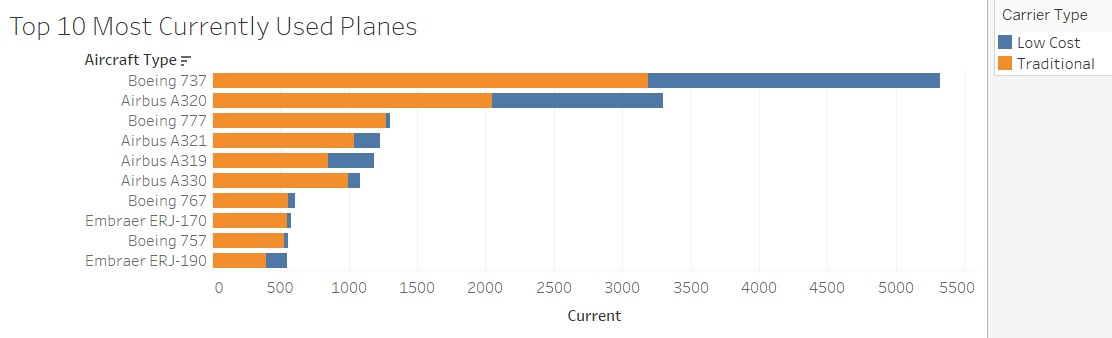 Top 10 Most Currently Used Planes
Aircraft Type
Boeing 737
Airbus A320
Boeing 777
Airbus A321
Airbus A319
Airbus A330
Boeing 767
Embraer ERJ-170
Boeing 757
Embraer ERJ-190
0 500 1000 1500 2000 2500 3000 3500 4000 4500 5000 5500
Current
Carrier Type
Low Cost
Traditional